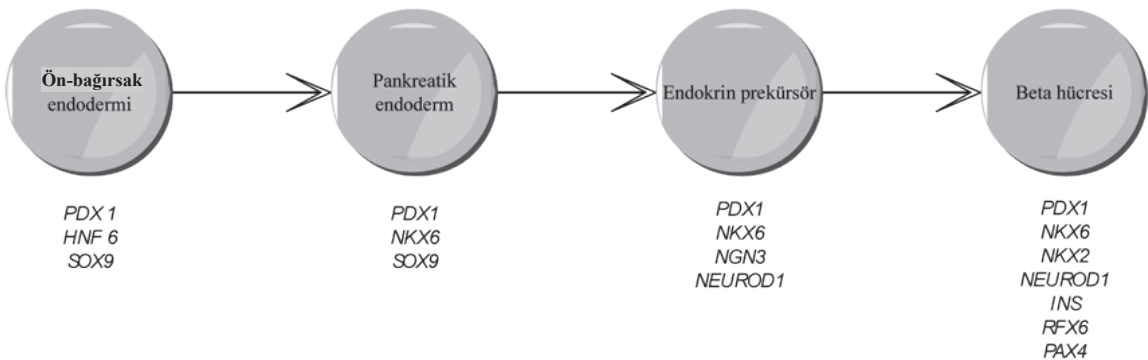 Ön-bağırsak
endodermi
Pankreatik
endoderm
Endokrin prekürsör
Beta hücresi
PDX 1
HNF 6
SOX9
PDX1
NKX6
SOX9
PDX1
NKX6
NGN3
NEUROD1
PDX1
NKX6
NKX2
NEUROD1
INS
RFX6
PAX4